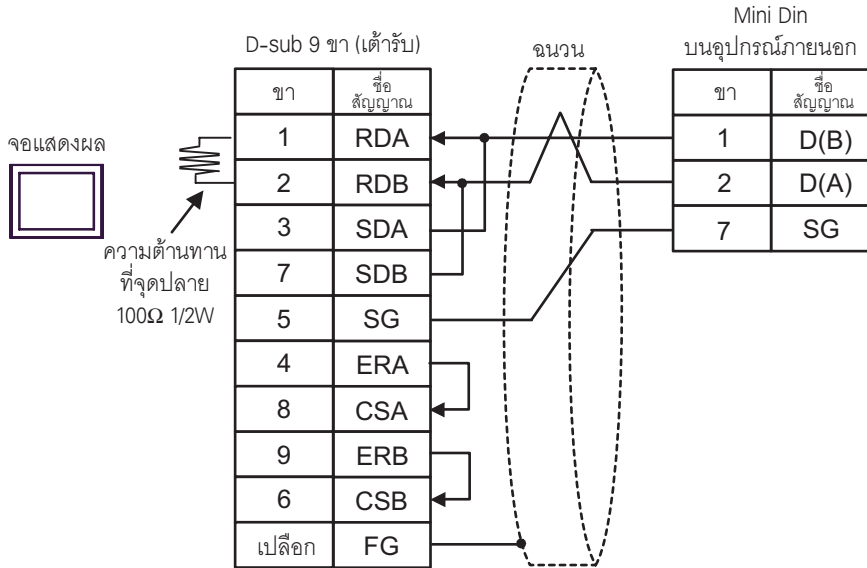 Mini Din
D-sub 9 ขา (เต้ารับ) ฉนวน บนอุปกรณ์ภายนอก
ขา ชื่อสัญญาณ ขา ชื่อสัญญาณ
จอแสดงผล 1 RDA 1 D(B)
2 RDB 2 D(A)
3 SDA 7 SG
ความต้านทาน
ที่จุดปลาย
100Ω 1/2W
7 SDB
5 SG
4 ERA
8 CSA
9 ERB
6 CSB
เปลือก FG